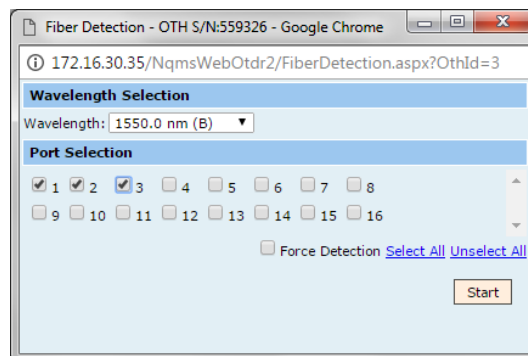 Fiber Detection - OTH S/N:559326 - Google Chrome
172.16.30.35/NqmsWebOtdr2/FiberDetection.aspx?OthId=3
Wavelength Selection
Wavelength: 1550.0 nm (B)
Port Selection
1 2 3 4 5 6 7 8
9 10 11 12 13 14 15 16
Force Detection Select All Unselect All
Start